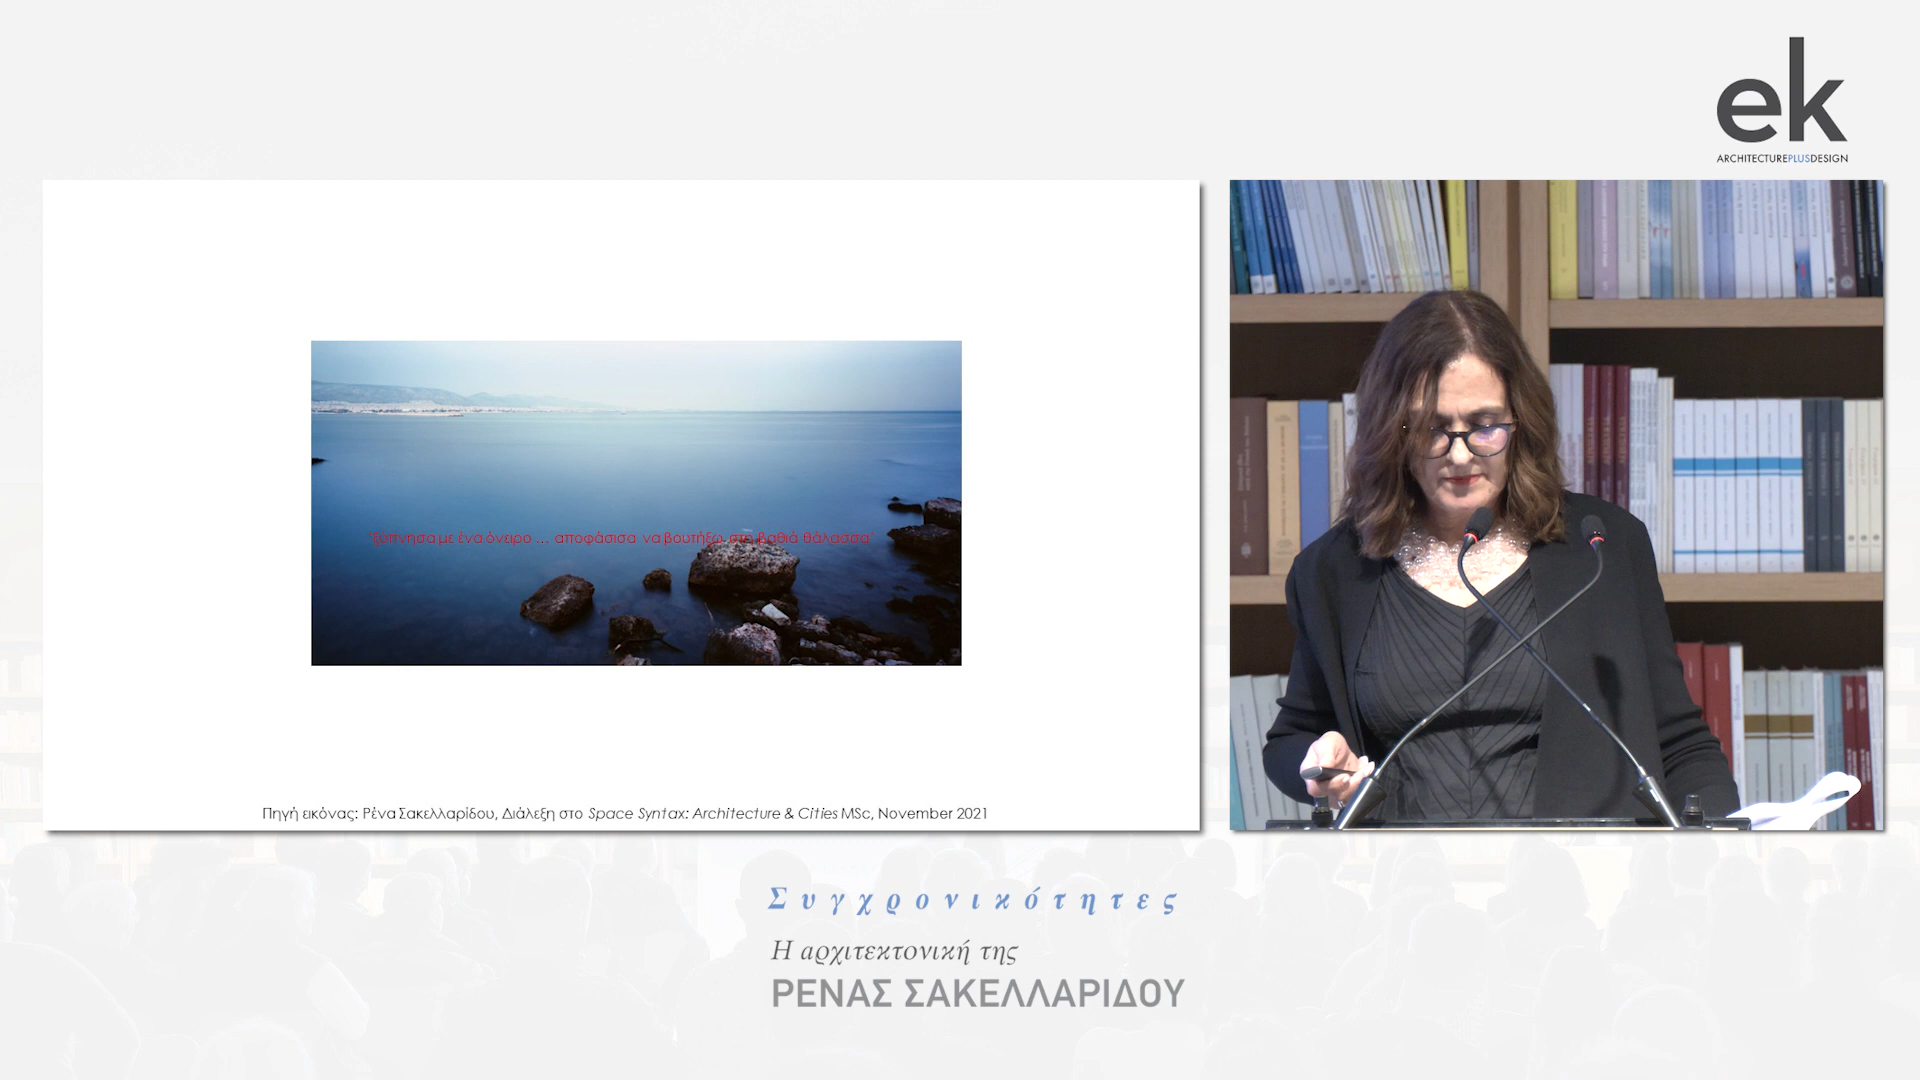 ek
ARCHITECTUREPLUSDESIGN
"ξύπνησα με ένα όνειρο ... αποφάσισα να βουτήξω στη βαθιά θάλασσα"
Πηγή εικόνας: Ρένα Σακελλαρίδου, Διάλεξη στο Space Syntax: Architecture & Cities MSc, November 2021
Συγχρονικότητες
Η αρχιτεκτονική της
ΡΕΝΑΣ ΣΑΚΕΛΛΑΡΙΔΟΥ